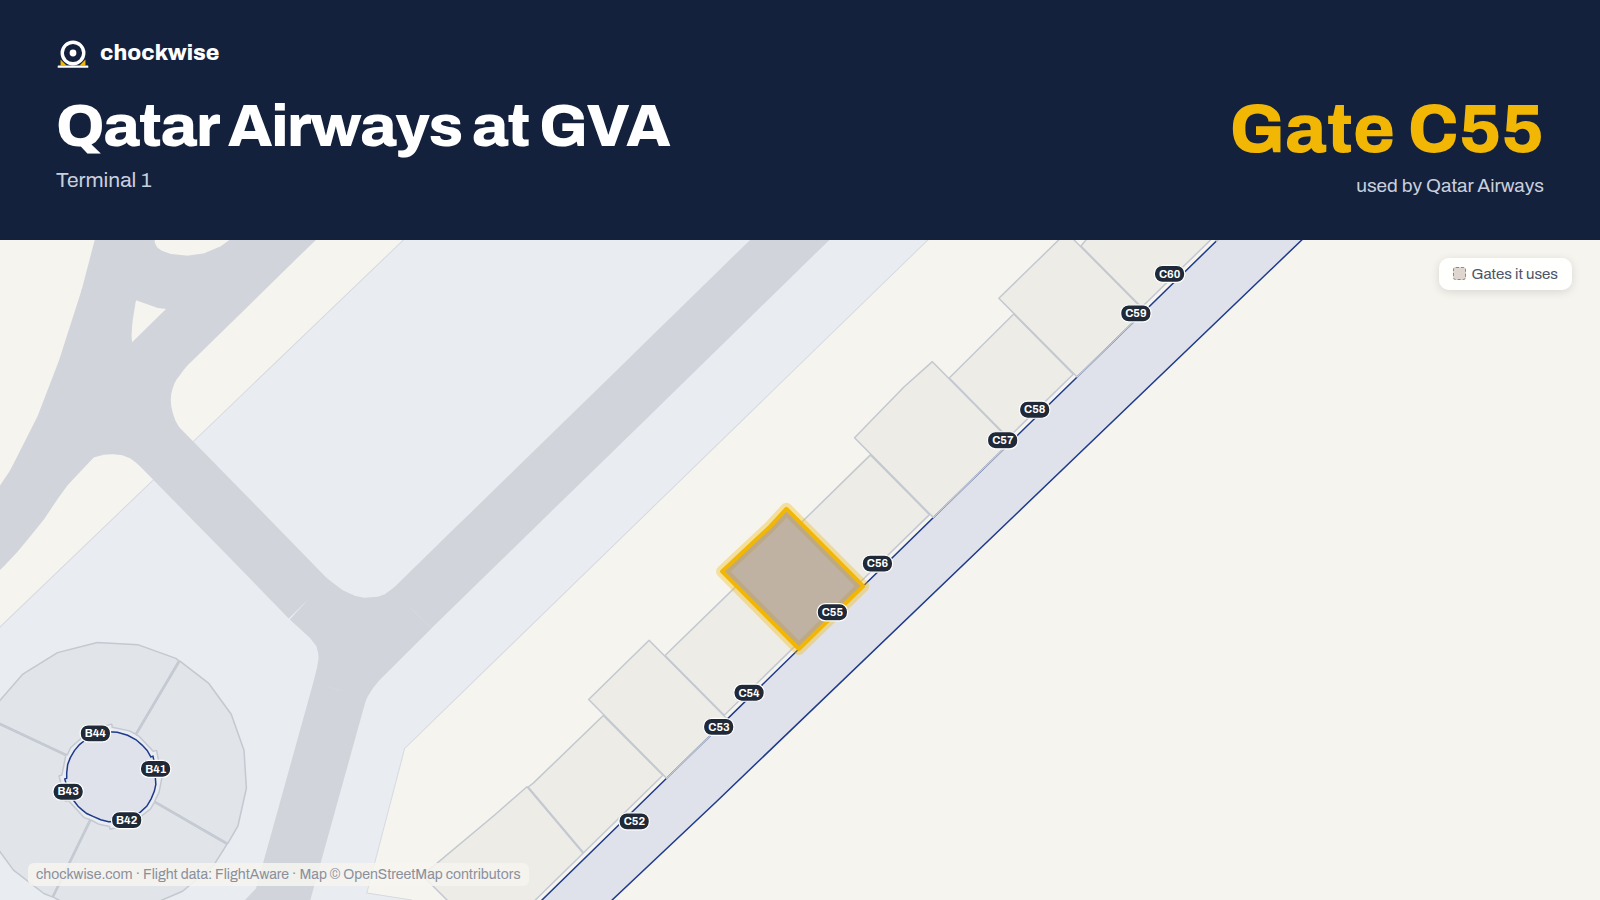 chockwise
Qatar Airways at GVA
Terminal 1
Gate C55
used by Qatar Airways
Gates it uses
C60
C59
C58
C57
C56
C55
C54
C53
C52
B44
B41
B43
B42
chockwise.com · Flight data: FlightAware · Map © OpenStreetMap contributors